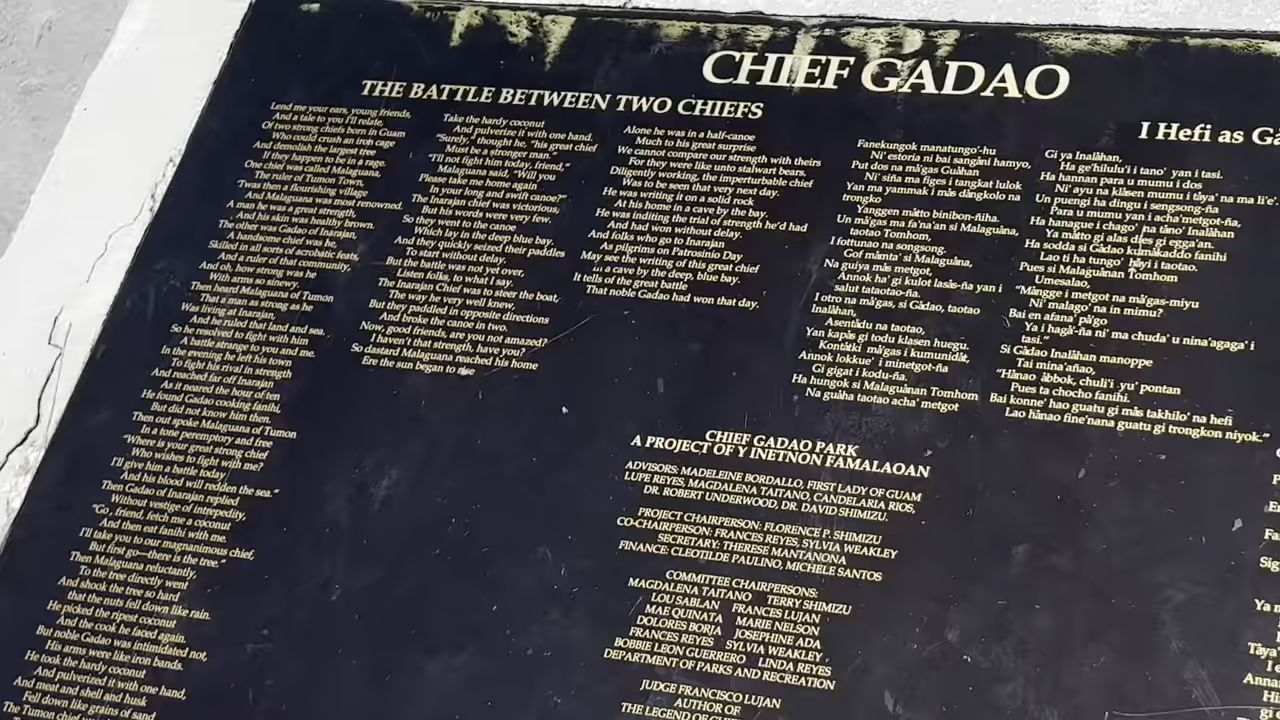 CHIEF GADAO
THE BATTLE BETWEEN TWO CHIEFS
Lend me your ears, young friends,
And a tale to you I'll relate,
Of two strong chiefs born in Guam
Who could crush an iron cage
And demolish the largest tree
If they happen to be in a rage.
One chief was called Malaguna,
The ruler of Tumon Town,
'Twas then a flourishing village
And Malaguna was most renowned.
A man he was a great strength,
And his skin was healthy brown.
The other was Gadao of Inarajan,
A handsome chief was he,
Skilled in all sorts of acrobatic feats,
And a ruler of that community,
And oh, how strong was he
With arms so sinewy,
Then heard Malaguna of Tumon
That a man as strong as he
Was living at Inarajan,
And he ruled that land and sea.
So he resolved to fight with him
A battle strange to you and me.
In the evening he left his town
To fight his rival in strength
And reached far off Inarajan
As it neared the hour of ten
He found Gadao cooking fanihi,
But did not know him then.
Then out spoke Malaguna of Tumon
In a tone peremptory and free
"Where is your great strong chief
Who wishes to fight with me?
I'll give him a battle today
And his blood will redden the sea."
Then Gadao of Inarajan replied
Without vestige of intrepedity,
"Go, friend, fetch me a coconut
And then eat fanihi with me.
I'll take you to our magnanimous chief,
But first go—there is the tree."
Then Malaguna reluctantly,
To the tree directly went
And shook the tree so hard
that the nuts fell down like rain.
He picked the ripest coconut
And the cook he faced again.
But noble Gadao was intimidated not,
His arms were like iron bands.
He took the hardy coconut
And pulverized it with one hand,
And meat and shell and husk
Fell down like grains of sand
The Tumon chief
Take the hardy coconut
And pulverize it with one hand.
"Surely," thought he, "his great chief
Must be a stronger man."
"I'll not fight him today, friend,"
Malaguna said, "Will you
Please take me home again
In your long and swift canoe?"
The Inarajan chief was victorious,
But his words were very few.
So they went to the canoe
Which lay in the deep blue bay.
And they quickly seized their paddles
To start without delay.
But the battle was not yet over,
Listen folks, to what I say.
The Inarajan Chief was to steer the boat,
The way he very well knew,
But they paddled in opposite directions
And broke the canoe in two.
Now, good friends, are you not amazed?
I haven't that strength, have you?
So dastard Malaguna reached his home
Ere the sun began to rise
Alone he was in a half-canoe
Much to his great surprise
We cannot compare our strength with theirs
For they were like unto stalwart bears.
Diligently working, the imperturbable chief
Was to be seen that very next day.
He was writing it on a solid rock
At his home in a cave by the bay.
He was inditing the trial of strength he'd had
And had won without delay.
And folks who go to Inarajan
As pilgrims on Patrosinio Day
May see the writing of this great chief
in a cave by the deep, blue bay.
It tells of the great battle
That noble Gadao had won that day.
I Hefi as Ga
Fanekungok manatungo'-hu
Ni' estoria ni bai sangåni hamyo,
Put dos na må'gas Guåhan
Ni' siña ma figes i tangkat lulok
Yan ma yammak i mås dångkolo na
trongko
Yanggen måtto binibon-ñiha.
Un må'gas ma fa'na'an si Malaguåna,
taotao Tomhom,
I fottunao na songsong.
Gof måmta' si Malaguåna,
Na guiya mås metgot,
Annok ha' gi kulot lasås-ña yan i
salut tataotao-ña.
I otro na må'gas, si Gådao, taotao
Inalåhan,
Asentådu na taotao,
Yan kapås gi todu klasen huegu.
Kontåtki må'gas i kumunidåt,
Annok lokkue' i minetgot-ña
Gi gigat i kodu-ña.
Ha hungok si Malaguånan Tomhom
Na guåha taotao acha' metgot
Gi ya Inalåhan,
Ha ge'hilulu'i i tano' yan i tasi.
Ha hannan para u mumu i dos
Ni' ayu na klåsen mumu i tåya' na ma li'e'.
Un puengi ha dingu i sengsong-ña
Para u mumu yan i acha'metgot-ña,
Ha hangue i chago' na tåno' Inalåhan
Ya måtto gi alas dies gi egga'an.
Ha sodda si Gådao kumåkaddo fanihi
Lao ti ha tungo' håyi i taotao.
Pues si Malaguånan Tomhom
Umesalao,
"Mångge i metgot na må'gas-miyu
Ni' malago' na in mimu?
Bai en afana' på'go
Ya i hagå'-ña ni' ma chuda' u nina'agaga' i
tasi."
Si Gådao Inalåhan manoppe
Tai mina'añao,
"Hånao åbbok, chuli'i yu' pontan
Pues ta chocho fanihi.
Bai konne' hao guatu gi mås takhilo' na hefi
Lao hånao fine'nana guatu gi trongkon niyok."
CHIEF GADAO PARK
A PROJECT OF Y INETNON FAMALAOAN
ADVISORS: MADELEINE BORDALLO, FIRST LADY OF GUAM
LUPE REYES, MAGDALENA TAITANO, CANDELARIA RIOS,
DR. ROBERT UNDERWOOD, DR. DAVID SHIMIZU.
PROJECT CHAIRPERSON: FLORENCE P. SHIMIZU
CO-CHAIRPERSON: FRANCES REYES, SYLVIA WEAKLEY
SECRETARY: THERESE MANTANONA
FINANCE: CLEOTILDE PAULINO, MICHELE SANTOS
COMMITTEE CHAIRPERSONS:
MAGDALENA TAITANO TERRY SHIMIZU
LOU SABLAN FRANCES LUJAN
MAE QUINATA MARIE NELSON
DOLORES BORJA JOSEPHINE ADA
FRANCES REYES SYLVIA WEAKLEY
BOBBIE LEON GUERRERO LINDA REYES
DEPARTMENT OF PARKS AND RECREATION
JUDGE FRANCISCO LUJAN
AUTHOR OF
THE LEGEND OF